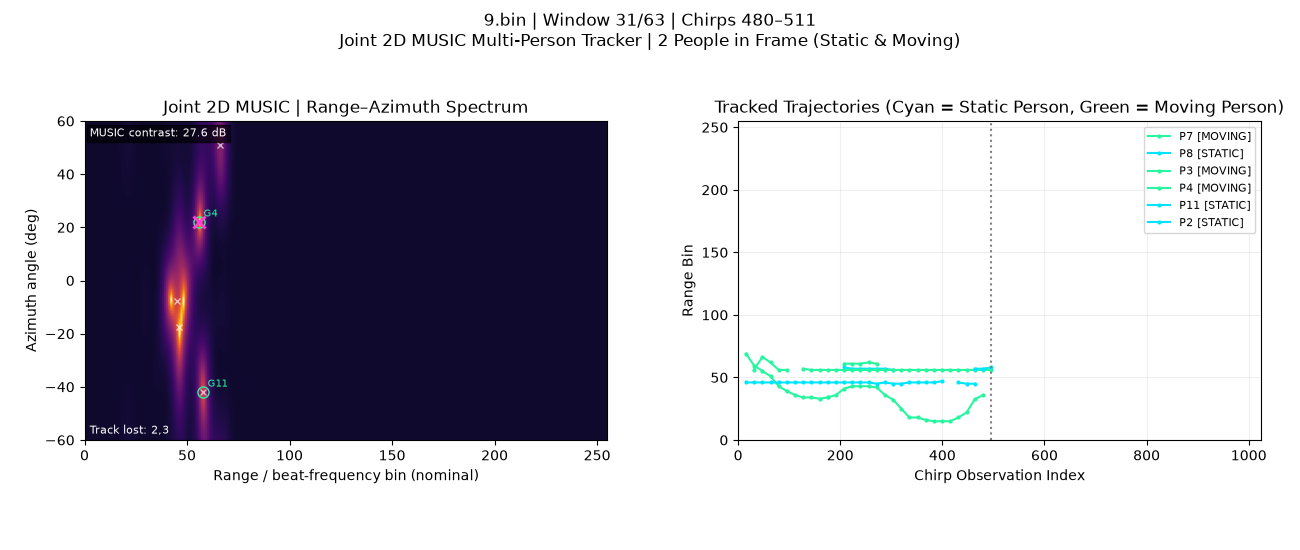 9.bin | Window 31/63 | Chirps 480–511
Joint 2D MUSIC Multi-Person Tracker | 2 People in Frame (Static & Moving)
Joint 2D MUSIC | Range–Azimuth Spectrum
MUSIC contrast: 27.6 dB
G4
G11
Track lost: 2,3
60
40
20
0
−20
−40
−60
Azimuth angle (deg)
0
50
100
150
200
250
Range / beat-frequency bin (nominal)
Tracked Trajectories (Cyan = Static Person, Green = Moving Person)
P7 [MOVING]
P8 [STATIC]
P3 [MOVING]
P4 [MOVING]
P11 [STATIC]
P2 [STATIC]
250
200
150
100
50
0
Range Bin
0
200
400
600
800
1000
Chirp Observation Index